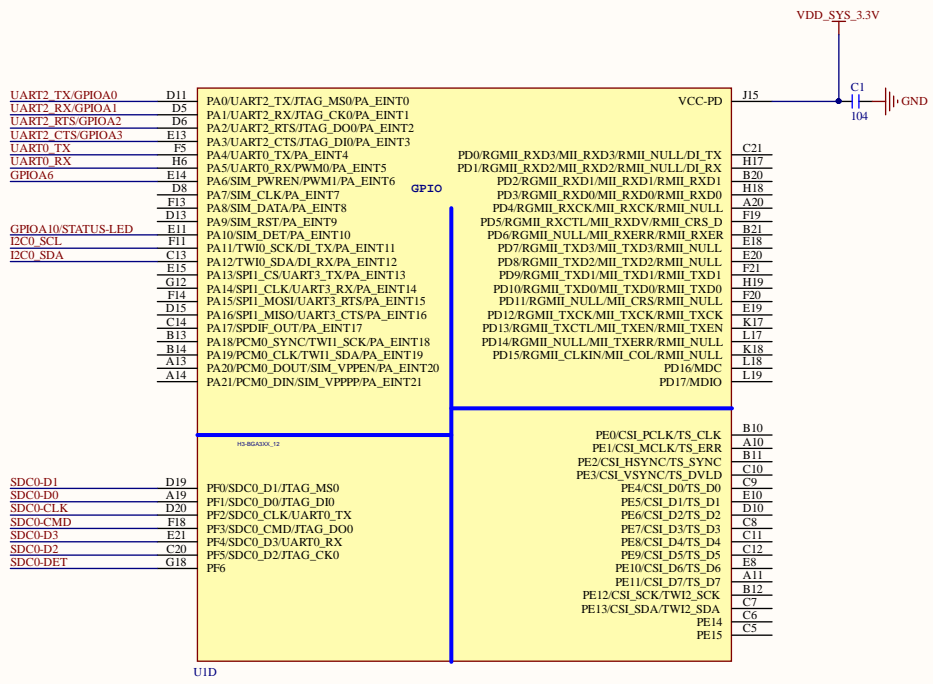 VDD_SYS_3.3V
C1
104
GND
UART2_TX/GPIOA0 D11 PA0/UART2_TX/JTAG_MS0/PA_EINT0
UART2_RX/GPIOA1 D5 PA1/UART2_RX/JTAG_CK0/PA_EINT1
UART2_RTS/GPIOA2 D6 PA2/UART2_RTS/JTAG_DO0/PA_EINT2
UART2_CTS/GPIOA3 E13 PA3/UART2_CTS/JTAG_DI0/PA_EINT3
UART0_TX F5 PA4/UART0_TX/PA_EINT4
UART0_RX H6 PA5/UART0_RX/PWM0/PA_EINT5
GPIOA6 E14 PA6/SIM_PWREN/PWM1/PA_EINT6
D8 PA7/SIM_CLK/PA_EINT7
F13 PA8/SIM_DATA/PA_EINT8
D13 PA9/SIM_RST/PA_EINT9
GPIOA10/STATUS-LED E11 PA10/SIM_DET/PA_EINT10
I2C0_SCL F11 PA11/TWI0_SCK/DI_TX/PA_EINT11
I2C0_SDA C13 PA12/TWI0_SDA/DI_RX/PA_EINT12
E15 PA13/SPI1_CS/UART3_TX/PA_EINT13
G12 PA14/SPI1_CLK/UART3_RX/PA_EINT14
F14 PA15/SPI1_MOSI/UART3_RTS/PA_EINT15
D15 PA16/SPI1_MISO/UART3_CTS/PA_EINT16
C14 PA17/SPDIF_OUT/PA_EINT17
B13 PA18/PCM0_SYNC/TWI1_SCK/PA_EINT18
B14 PA19/PCM0_CLK/TWI1_SDA/PA_EINT19
A13 PA20/PCM0_DOUT/SIM_VPPEN/PA_EINT20
A14 PA21/PCM0_DIN/SIM_VPPPP/PA_EINT21
GPIO
VCC-PD J15
PD0/RGMII_RXD3/MII_RXD3/RMII_NULL/DI_TX C21
PD1/RGMII_RXD2/MII_RXD2/RMII_NULL/DI_RX H17
PD2/RGMII_RXD1/MII_RXD1/RMII_RXD1 B20
PD3/RGMII_RXD0/MII_RXD0/RMII_RXD0 H18
PD4/RGMII_RXCK/MII_RXCK/RMII_NULL A20
PD5/RGMII_RXCTL/MII_RXDV/RMII_CRS_D F19
PD6/RGMII_NULL/MII_RXERR/RMII_RXER B21
PD7/RGMII_TXD3/MII_TXD3/RMII_NULL E18
PD8/RGMII_TXD2/MII_TXD2/RMII_NULL E20
PD9/RGMII_TXD1/MII_TXD1/RMII_TXD1 F21
PD10/RGMII_TXD0/MII_TXD0/RMII_TXD0 H19
PD11/RGMII_NULL/MII_CRS/RMII_NULL F20
PD12/RGMII_TXCK/MII_TXCK/RMII_TXCK E19
PD13/RGMII_TXCTL/MII_TXEN/RMII_TXEN K17
PD14/RGMII_NULL/MII_TXERR/RMII_NULL L17
PD15/RGMII_CLKIN/MII_COL/RMII_NULL K18
PD16/MDC L18
PD17/MDIO L19
H3-BGA3XX_12
SDC0-D1 D19 PF0/SDC0_D1/JTAG_MS0
SDC0-D0 A19 PF1/SDC0_D0/JTAG_DI0
SDC0-CLK D20 PF2/SDC0_CLK/UART0_TX
SDC0-CMD F18 PF3/SDC0_CMD/JTAG_DO0
SDC0-D3 E21 PF4/SDC0_D3/UART0_RX
SDC0-D2 C20 PF5/SDC0_D2/JTAG_CK0
SDC0-DET G18 PF6
PE0/CSI_PCLK/TS_CLK B10
PE1/CSI_MCLK/TS_ERR A10
PE2/CSI_HSYNC/TS_SYNC B11
PE3/CSI_VSYNC/TS_DVLD C10
PE4/CSI_D0/TS_D0 C9
PE5/CSI_D1/TS_D1 E10
PE6/CSI_D2/TS_D2 D10
PE7/CSI_D3/TS_D3 C8
PE8/CSI_D4/TS_D4 C11
PE9/CSI_D5/TS_D5 C12
PE10/CSI_D6/TS_D6 E8
PE11/CSI_D7/TS_D7 A11
PE12/CSI_SCK/TWI2_SCK B12
PE13/CSI_SDA/TWI2_SDA C7
PE14 C6
PE15 C5
U1D